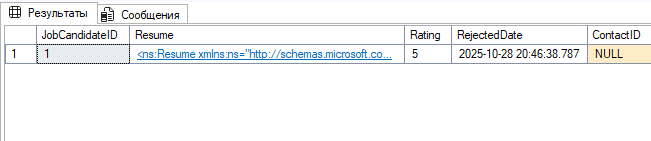 Результаты Сообщения
JobCandidateID Resume Rating RejectedDate ContactID
1 1 <ns:Resume xmlns:ns="http://schemas.microsoft.co... 5 2025-10-28 20:46:38.787 NULL